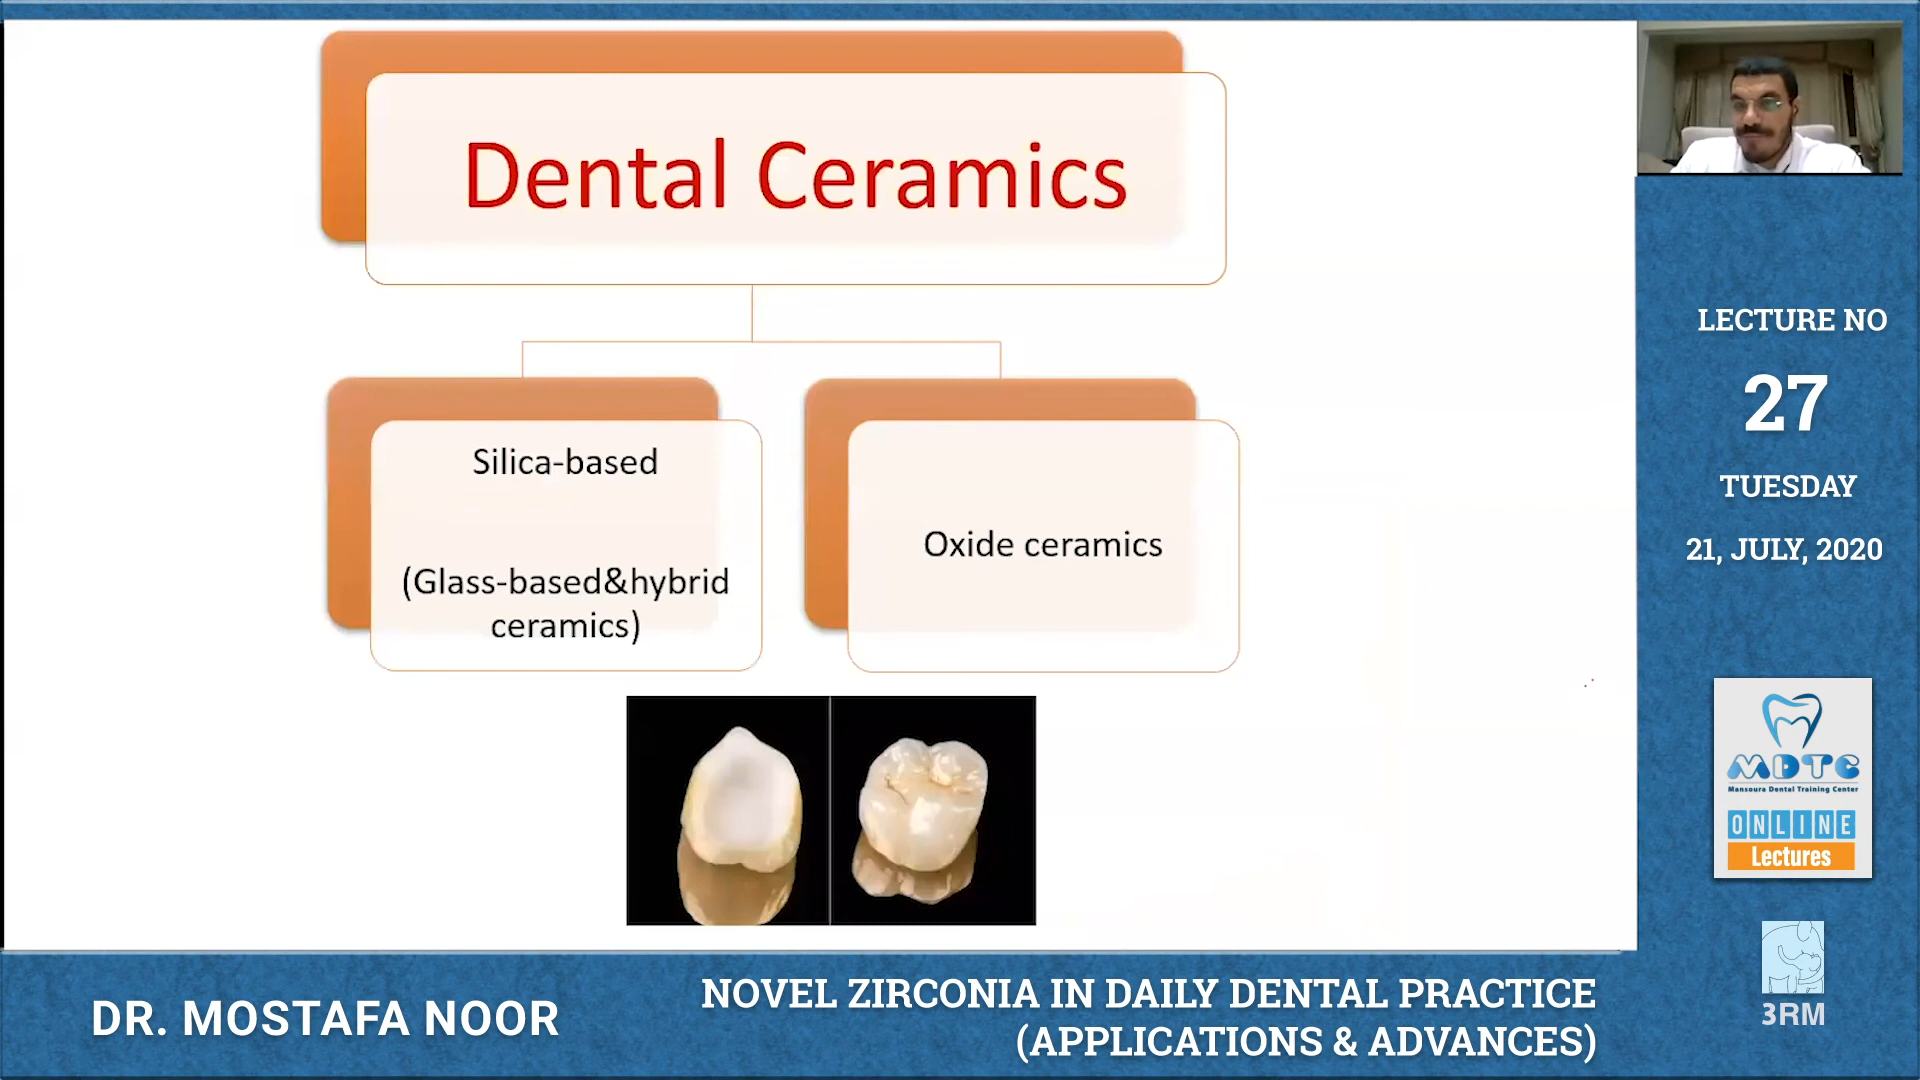 Dental Ceramics
Silica-based
(Glass-based&hybrid
ceramics)
Oxide ceramics
LECTURE NO
27
TUESDAY
21, JULY, 2020
MDTC
Mansoura Dental Training Center
ONLINE
Lectures
3RM
DR. MOSTAFA NOOR
NOVEL ZIRCONIA IN DAILY DENTAL PRACTICE
(APPLICATIONS & ADVANCES)